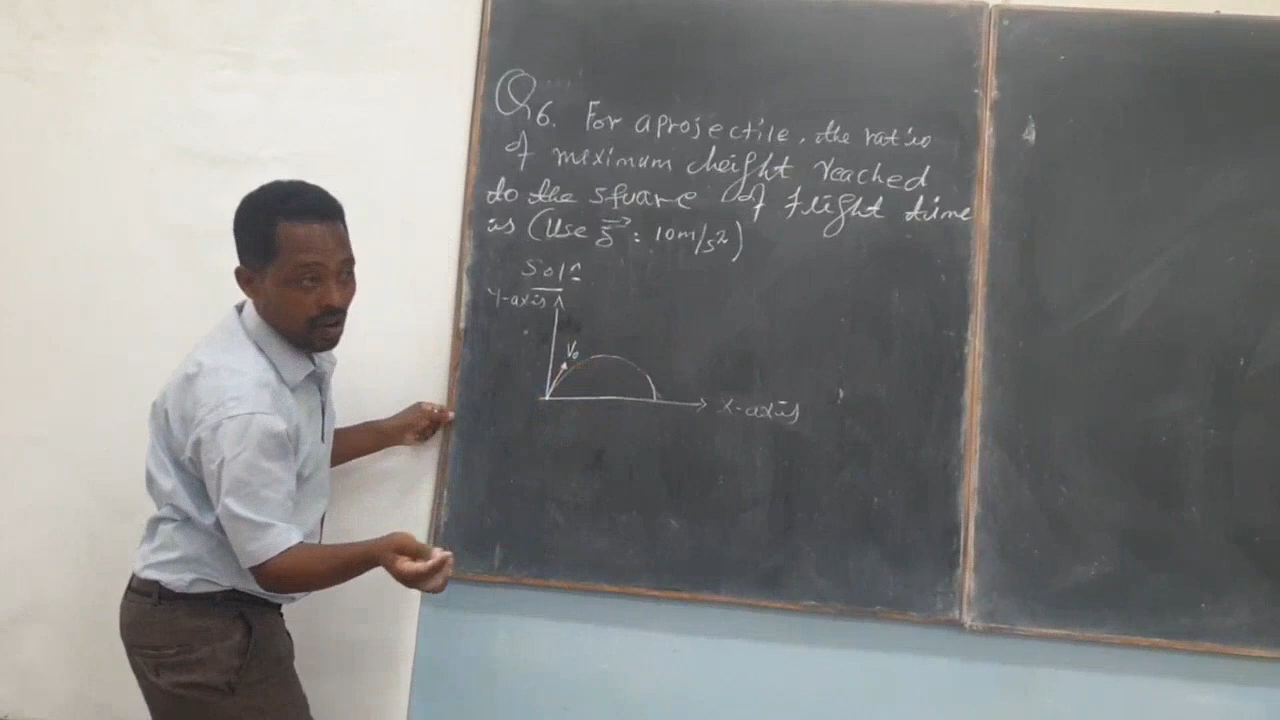 Q6. For a projectile, the ratio
of maximum height reached
to the square of flight time
is (Use g : 10m/s2)
Soln
Y-axis
V0
X-axis